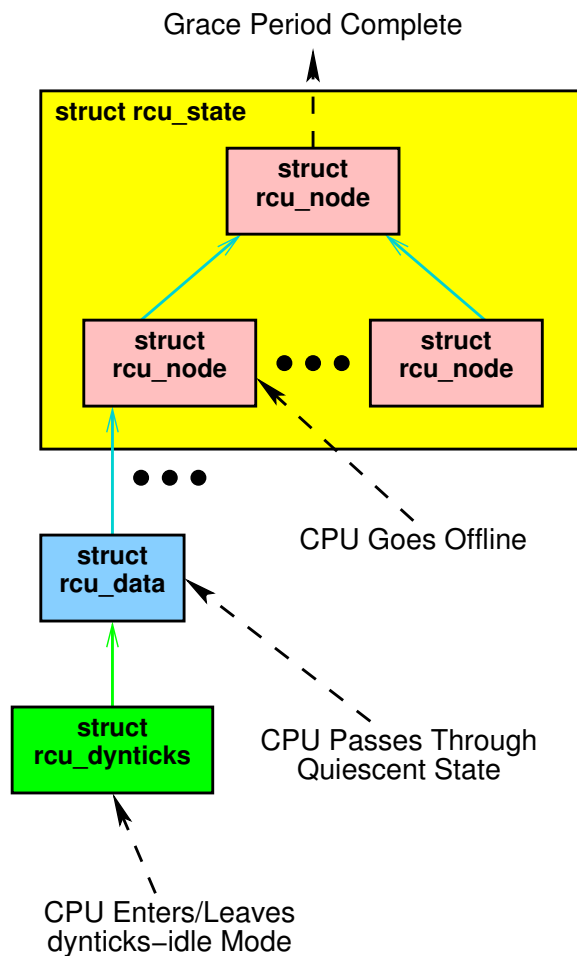 Grace Period Complete
struct rcu_state
struct
rcu_node
struct
rcu_node
struct
rcu_node
CPU Goes Offline
struct
rcu_data
struct
rcu_dynticks
CPU Passes Through
Quiescent State
CPU Enters/Leaves
dynticks−idle Mode